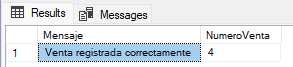 Results Messages
Mensaje NumeroVenta
1 Venta registrada correctamente 4